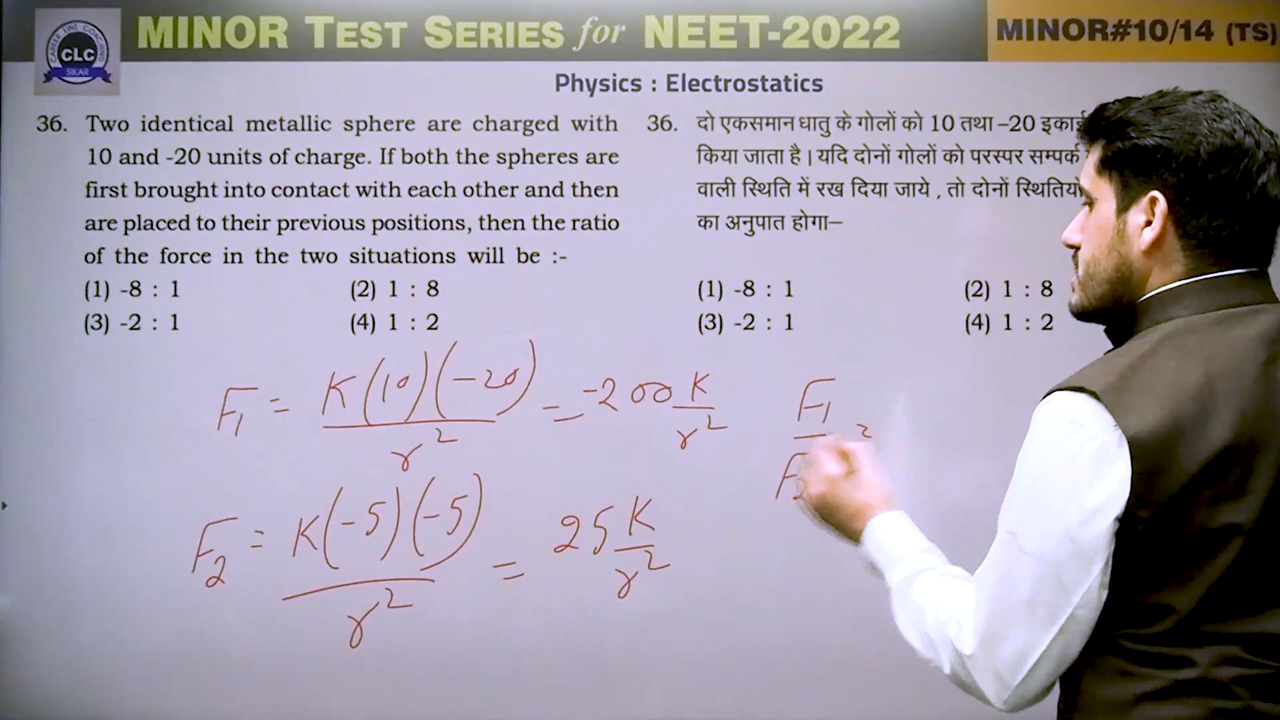 MINOR TEST SERIES for NEET-2022
MINOR#10/14 (TS)
CAREER LINE COACHING
CLC
SIKAR
Physics : Electrostatics
36. Two identical metallic sphere are charged with
10 and -20 units of charge. If both the spheres are
first brought into contact with each other and then
are placed to their previous positions, then the ratio
of the force in the two situations will be :-
(1) -8 : 1 (2) 1 : 8
(3) -2 : 1 (4) 1 : 2
36. दो एकसमान धातु के गोलों को 10 तथा –20 इकाई
किया जाता है। यदि दोनों गोलों को परस्पर सम्पर्क
वाली स्थिति में रख दिया जाये , तो दोनों
का अनुपात होगा–
(1) -8 : 1 (2) 1 : 8
(3) -2 : 1 (4) 1 : 2
F₁ = K(10)(-20) / r² = -200 K / r²
F₂ = K(-5)(-5) / r² = 25 K / r²
F₁ / F₂ =